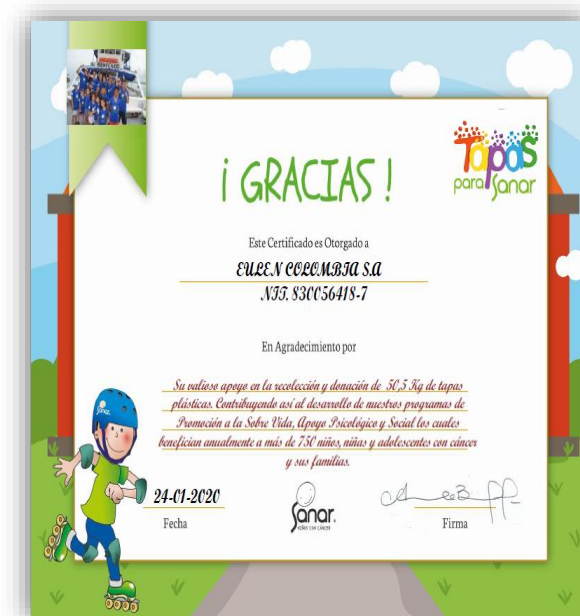 ¡ GRACIAS !
Tapas
para Sanar
Este Certificado es Otorgado a
EULEN COLOMBIA S.A
NIT. 830056418-7
En Agradecimiento por
Su valioso apoyo en la recolección y donación de 50,5 Kg de tapas
plásticas. Contribuyendo así al desarrollo de nuestros programas de
Promoción a la Sobre Vida, Apoyo Psicológico y Social los cuales
benefician anualmente a más de 750 niños, niñas y adolescentes con cáncer
y sus familias.
24-01-2020
Fecha
Sanar.
NIÑOS CON CÁNCER
Firma